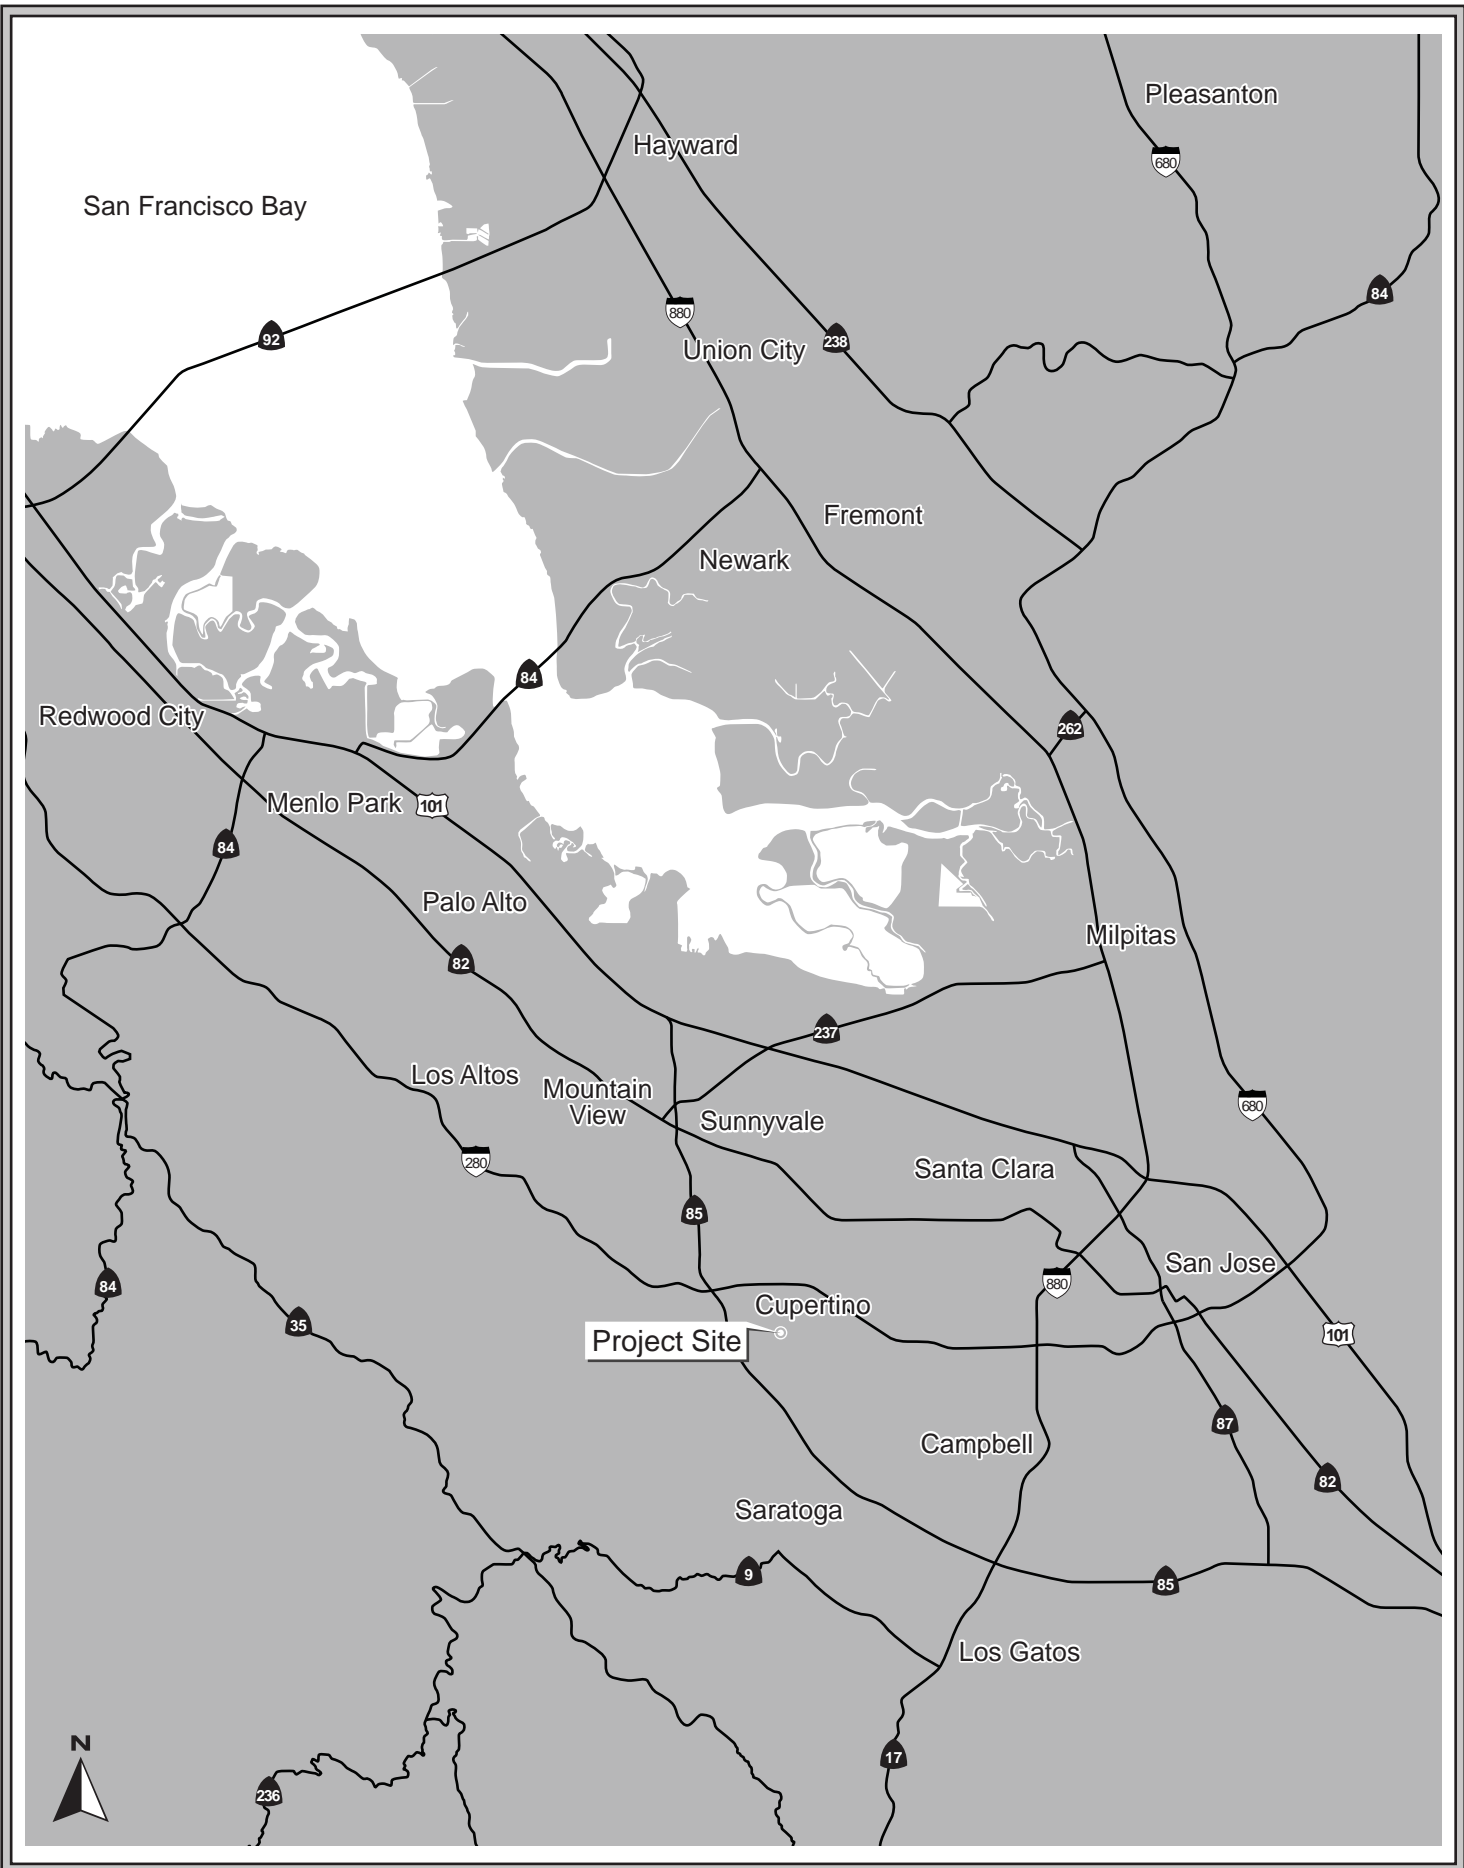 Pleasanton
Hayward
680
San Francisco Bay
84
880
92
238
Union City
Fremont
Newark
84
Redwood City
262
Menlo Park
101
84
Palo Alto
Milpitas
82
237
Los Altos
Mountain
View
680
Sunnyvale
280
Santa Clara
85
San Jose
84
880
Cupertino
35
101
Project Site
87
Campbell
82
Saratoga
9
85
Los Gatos
N
17
236